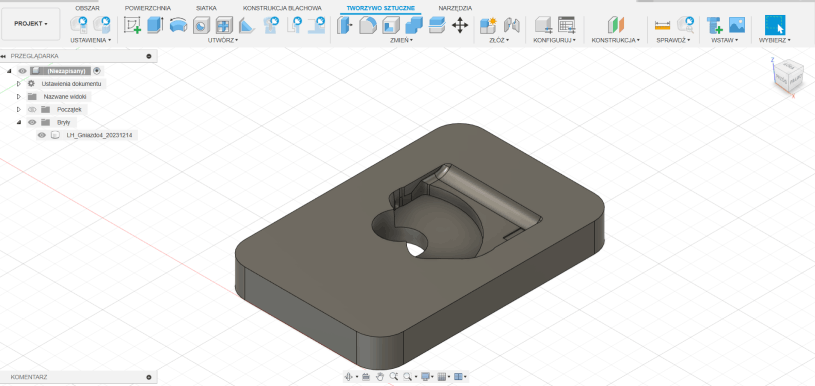 OBSZAR POWIERZCHNIA SIATKA KONSTRUKCJA BLACHOWA TWORZYWO SZTUCZNE NARZĘDZIA
PROJEKT
USTAWIENIA UTWÓRZ ZMIEŃ ZŁÓŻ KONFIGURUJ KONSTRUKCJA SPRAWDŹ WSTAW WYBIERZ
PRZEGLĄDARKA
(Niezapisany)
Ustawienia dokumentu
Nazwane widoki
Początek
Bryły
LH_Gniazdo4_20231214
Z
X
KOMENTARZ